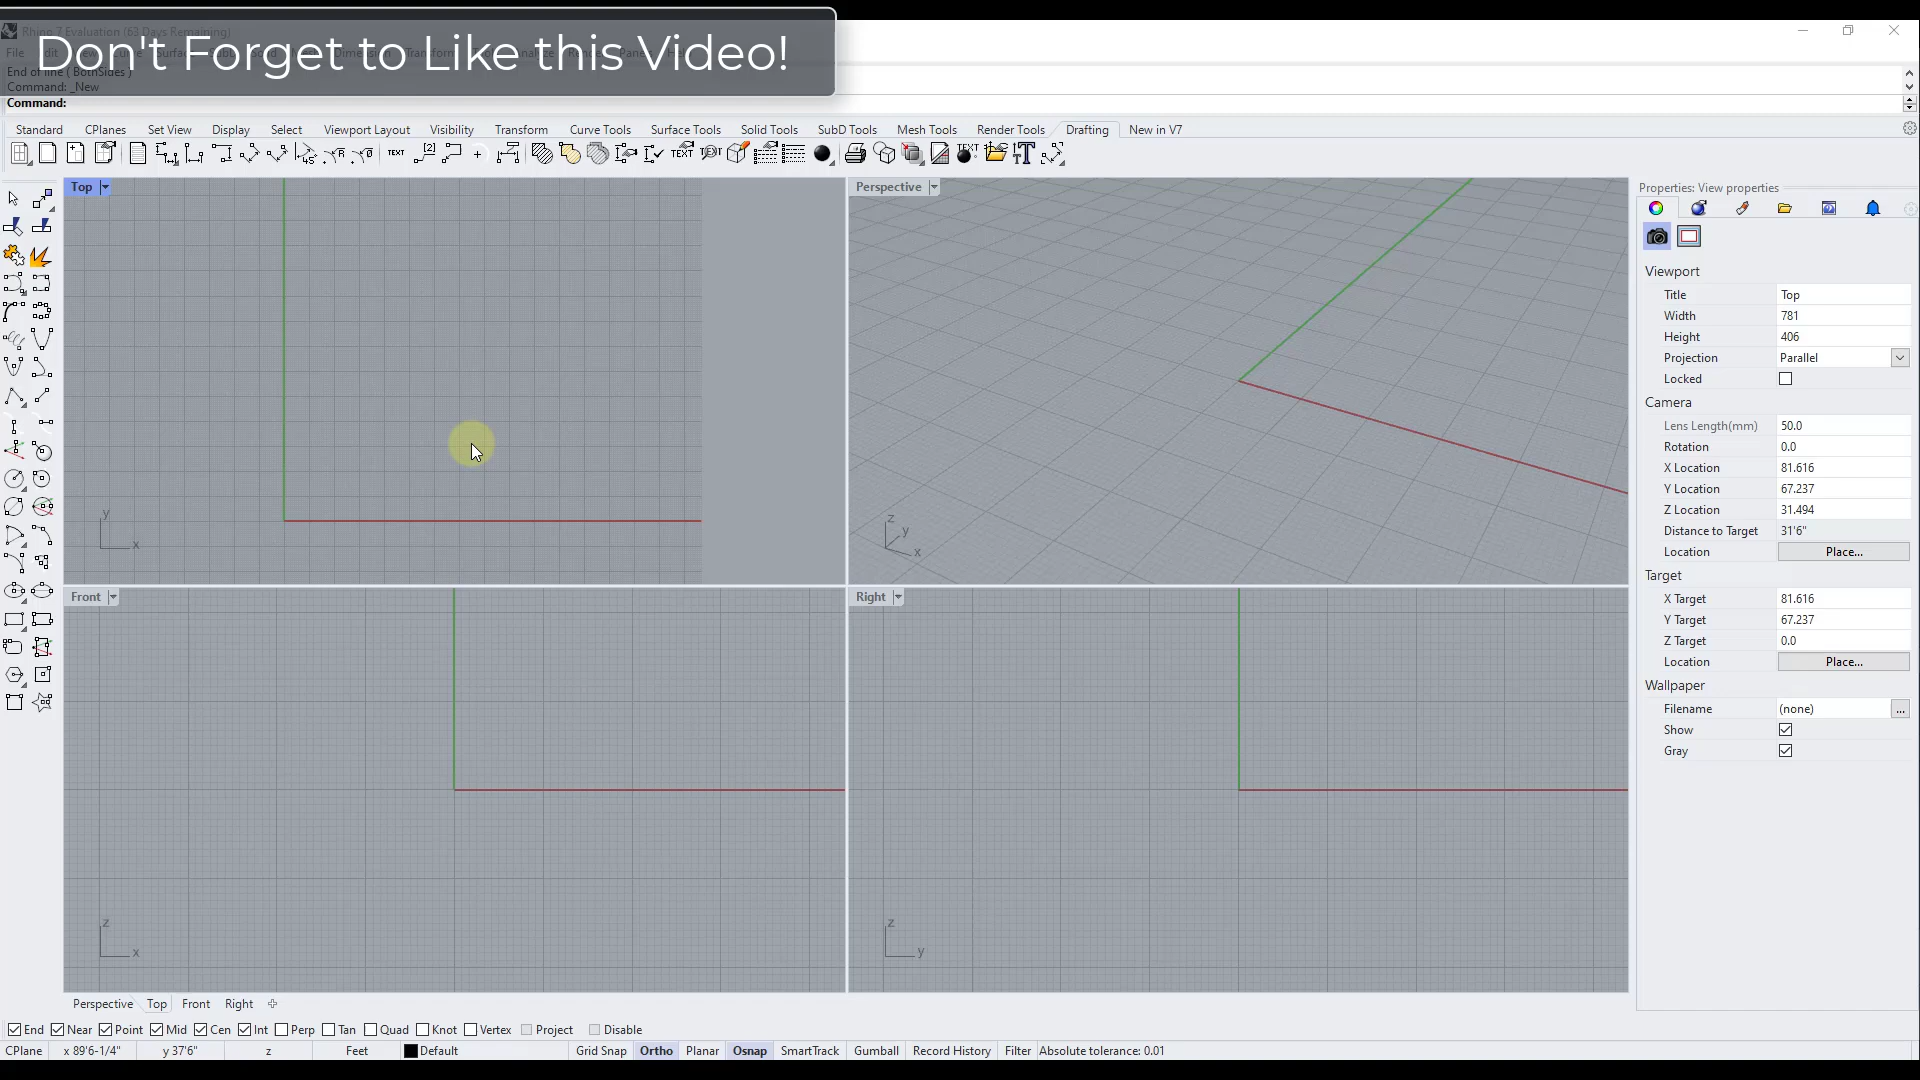 Rhino 7 Evaluation (63 Days Remaining)
Don't Forget to Like this Video!
File
End of line ( BothSides )
Command: _New
Command:
Standard CPlanes Set View Display Select Viewport Layout Visibility Transform Curve Tools Surface Tools Solid Tools SubD Tools Mesh Tools Render Tools Drafting New in V7
Top
Perspective
Front
Right
y
x
z
y
x
z
x
z
y
Properties: View properties
Viewport
Title Top
Width 781
Height 406
Projection Parallel
Locked
Camera
Lens Length(mm) 50.0
Rotation 0.0
X Location 81.616
Y Location 67.237
Z Location 31.494
Distance to Target 31'6"
Location Place...
Target
X Target 81.616
Y Target 67.237
Z Target 0.0
Location Place...
Wallpaper
Filename (none) ...
Show
Gray
Perspective Top Front Right
End Near Point Mid Cen Int Perp Tan Quad Knot Vertex Project Disable
CPlane x 89'6-1/4" y 37'6" z Feet Default Grid Snap Ortho Planar Osnap SmartTrack Gumball Record History Filter Absolute tolerance: 0.01